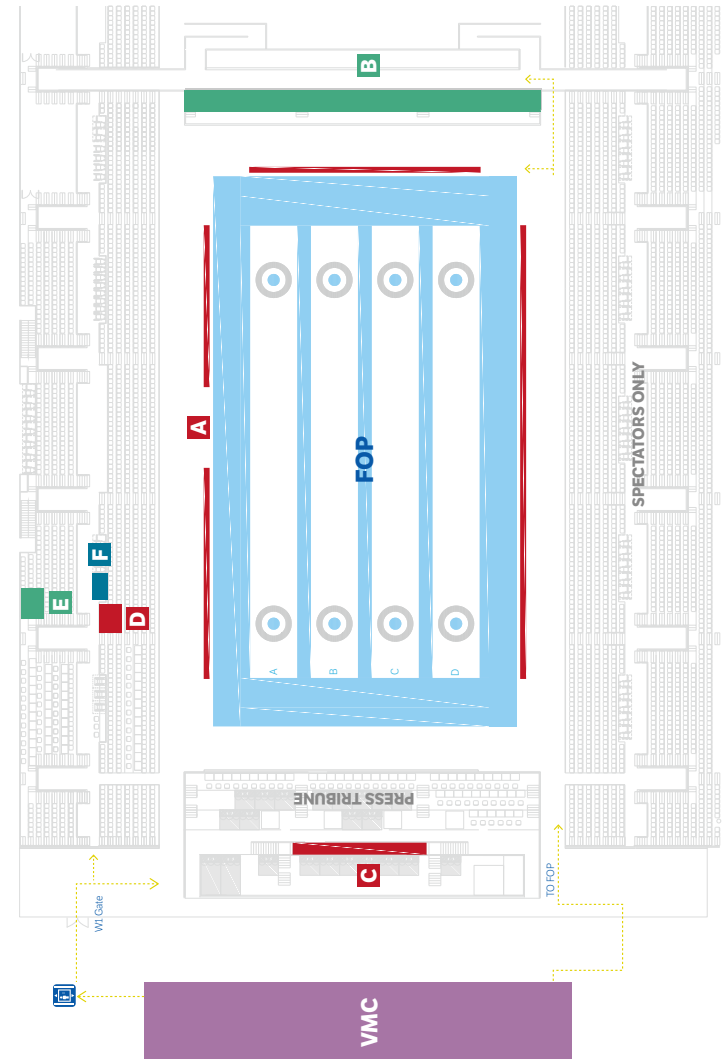 B
A
FOP
SPECTATORS ONLY
F
E
D
A
B
C
D
PRESS TRIBUNE
C
TO FOP
W1 Gate
VMC